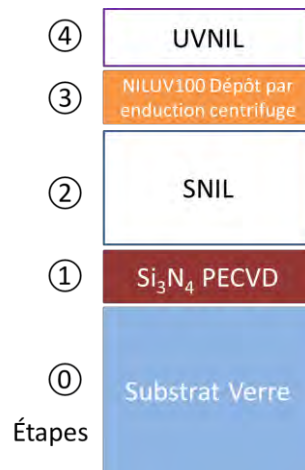 ④ UVNIL
③ NILUV100 Dépôt par
enduction centrifuge
② SNIL
① Si₃N₄ PECVD
⓪ Substrat Verre
Étapes